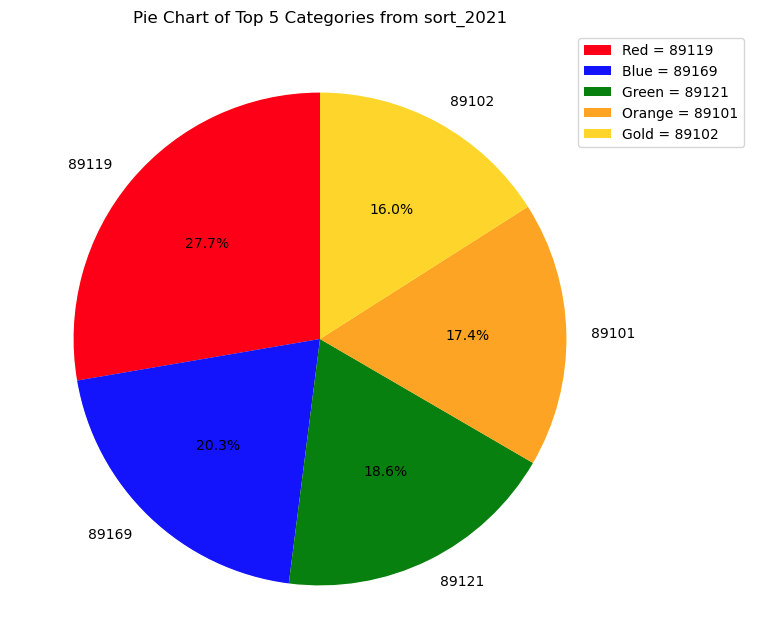 Pie Chart of Top 5 Categories from sort_2021
Red = 89119
Blue = 89169
Green = 89121
Orange = 89101
Gold = 89102
89102
89119
16.0%
27.7%
89101
17.4%
20.3%
18.6%
89169
89121